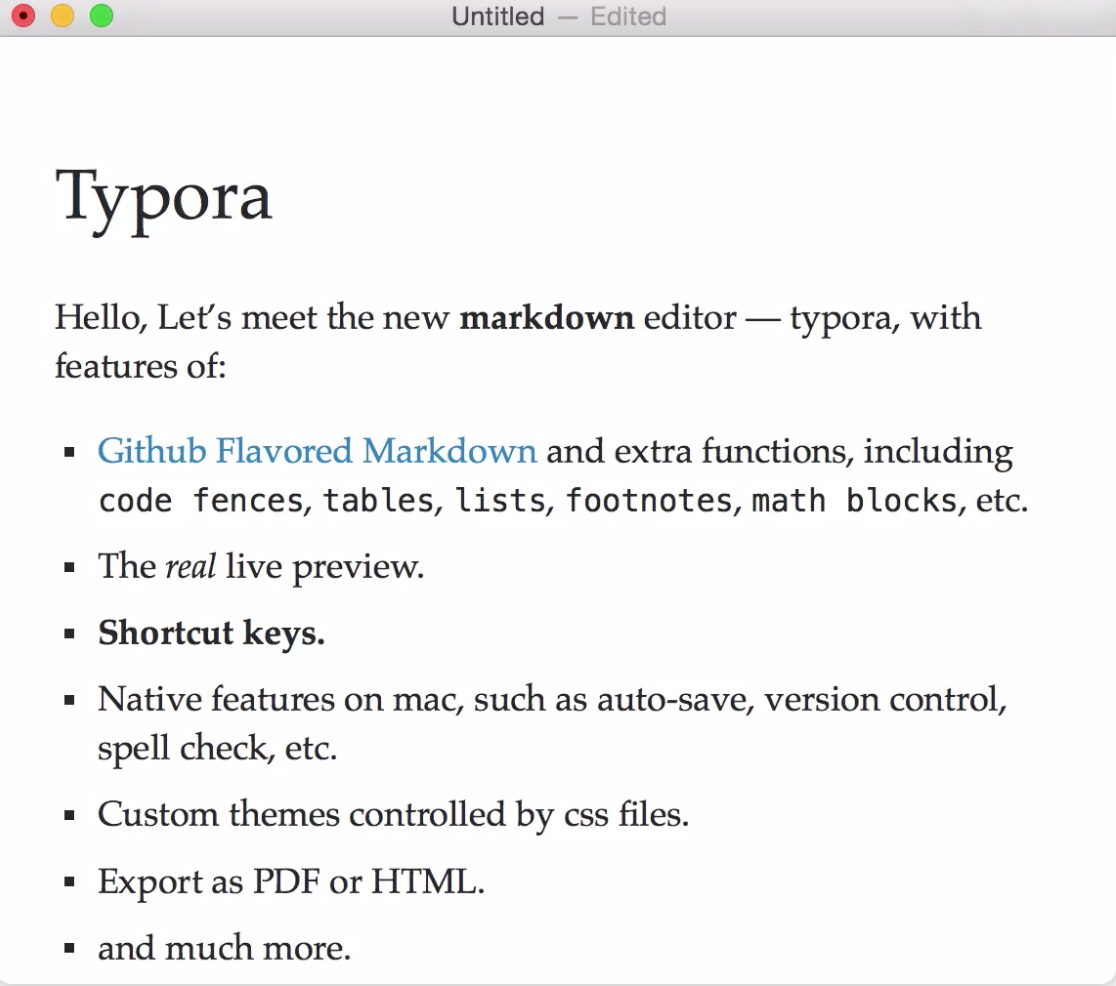 Untitled — Edited
Typora
Hello, Let's meet the new markdown editor — typora, with
features of:
▪ Github Flavored Markdown and extra functions, including
code fences, tables, lists, footnotes, math blocks, etc.
▪ The real live preview.
▪ Shortcut keys.
▪ Native features on mac, such as auto-save, version control,
spell check, etc.
▪ Custom themes controlled by css files.
▪ Export as PDF or HTML.
▪ and much more.